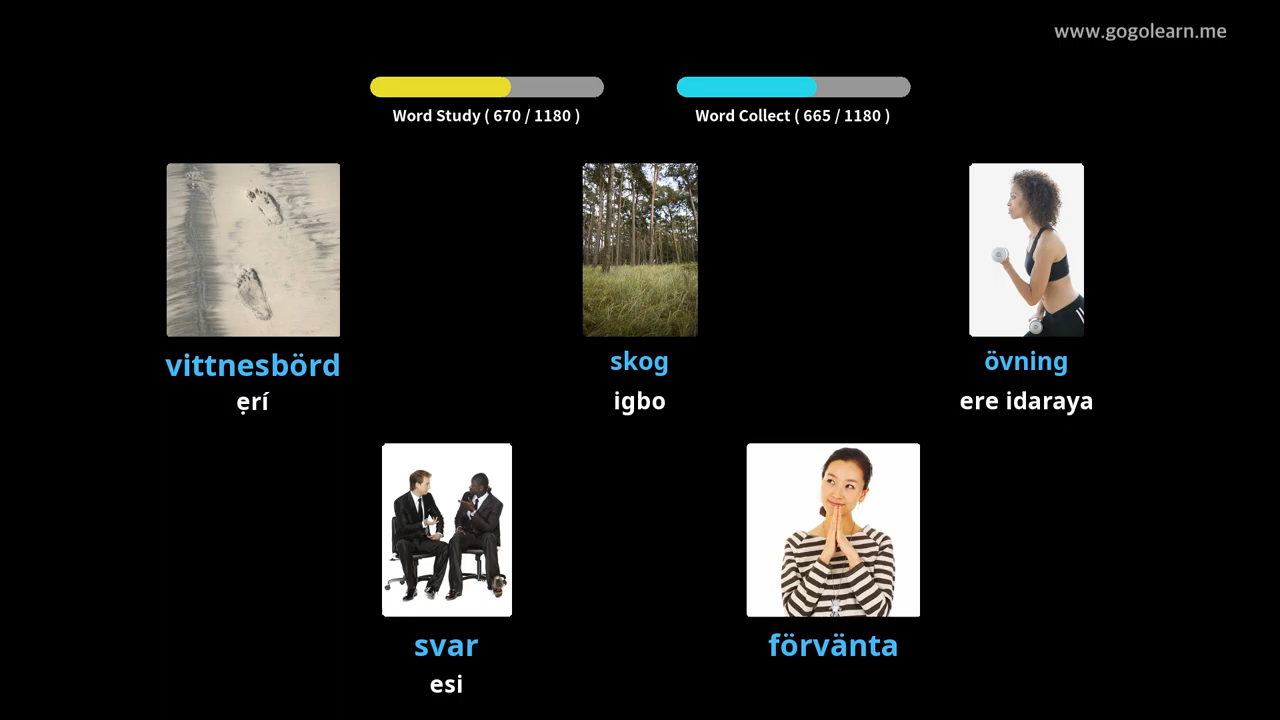 www.gogolearn.me
Word Study ( 670 / 1180 )
Word Collect ( 665 / 1180 )
vittnesbörd
ẹrí
skog
igbo
övning
ere idaraya
svar
esi
förvänta